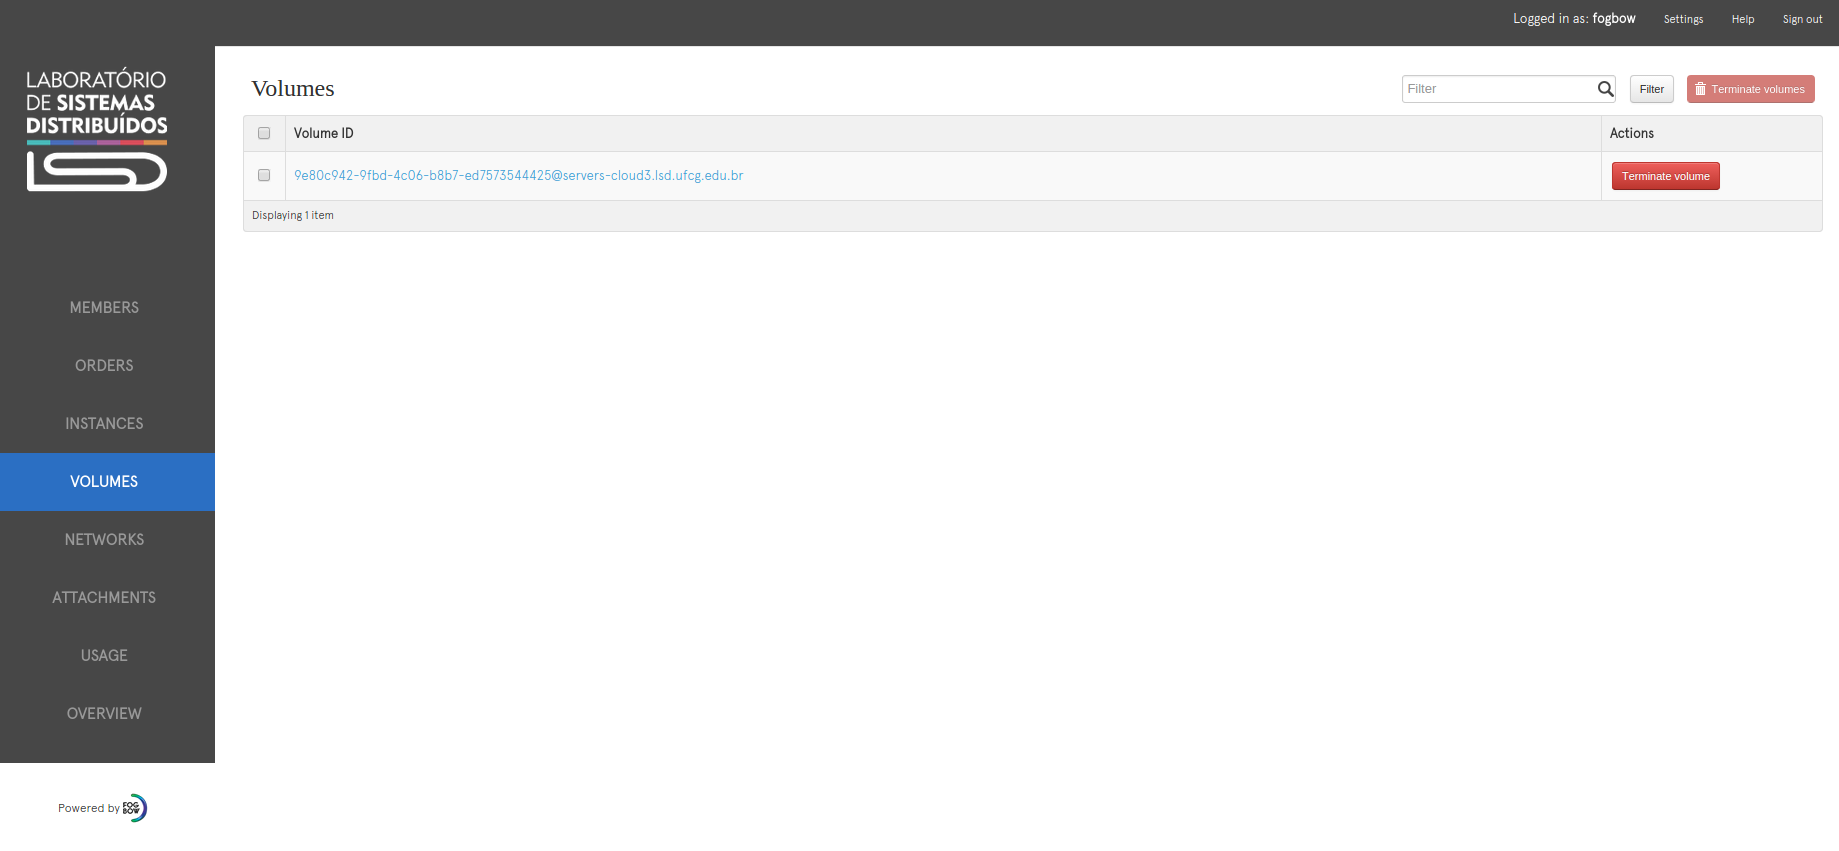 Logged in as: fogbow Settings Help Sign out
LABORATÓRIO
DE SISTEMAS
DISTRIBUÍDOS
LSD
Volumes
Filter
Filter
Terminate volumes
Volume ID Actions
9e80c942-9fbd-4c06-b8b7-ed7573544425@servers-cloud3.lsd.ufcg.edu.br Terminate volume
Displaying 1 item
MEMBERS
ORDERS
INSTANCES
VOLUMES
NETWORKS
ATTACHMENTS
USAGE
OVERVIEW
Powered by FOG
BOW